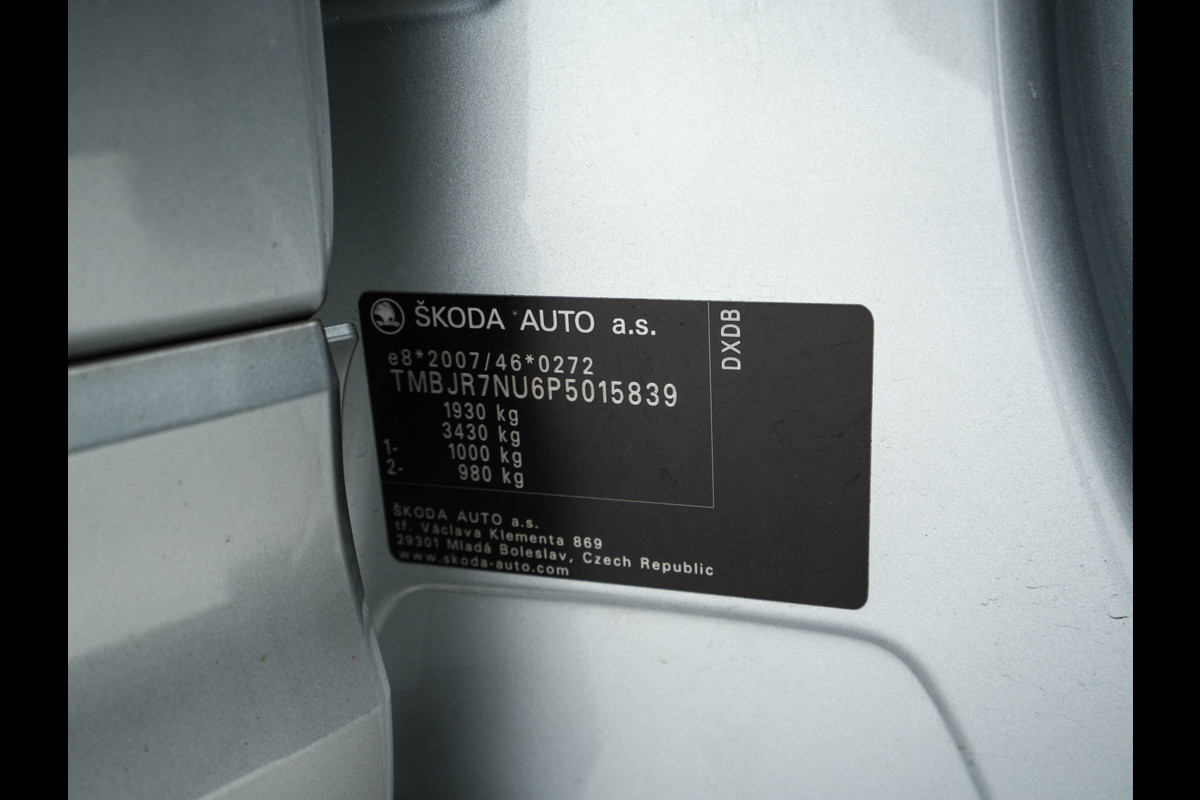 ŠKODA AUTO a.s.
DXDB
e8*2007/46*0272
TMBJR7NU6P5015839
1930 kg
3430 kg
1- 1000 kg
2- 980 kg
ŠKODA AUTO a.s.
tř. Václava Klementa 869
29301 Mladá Boleslav, Czech Republic
www.skoda-auto.com